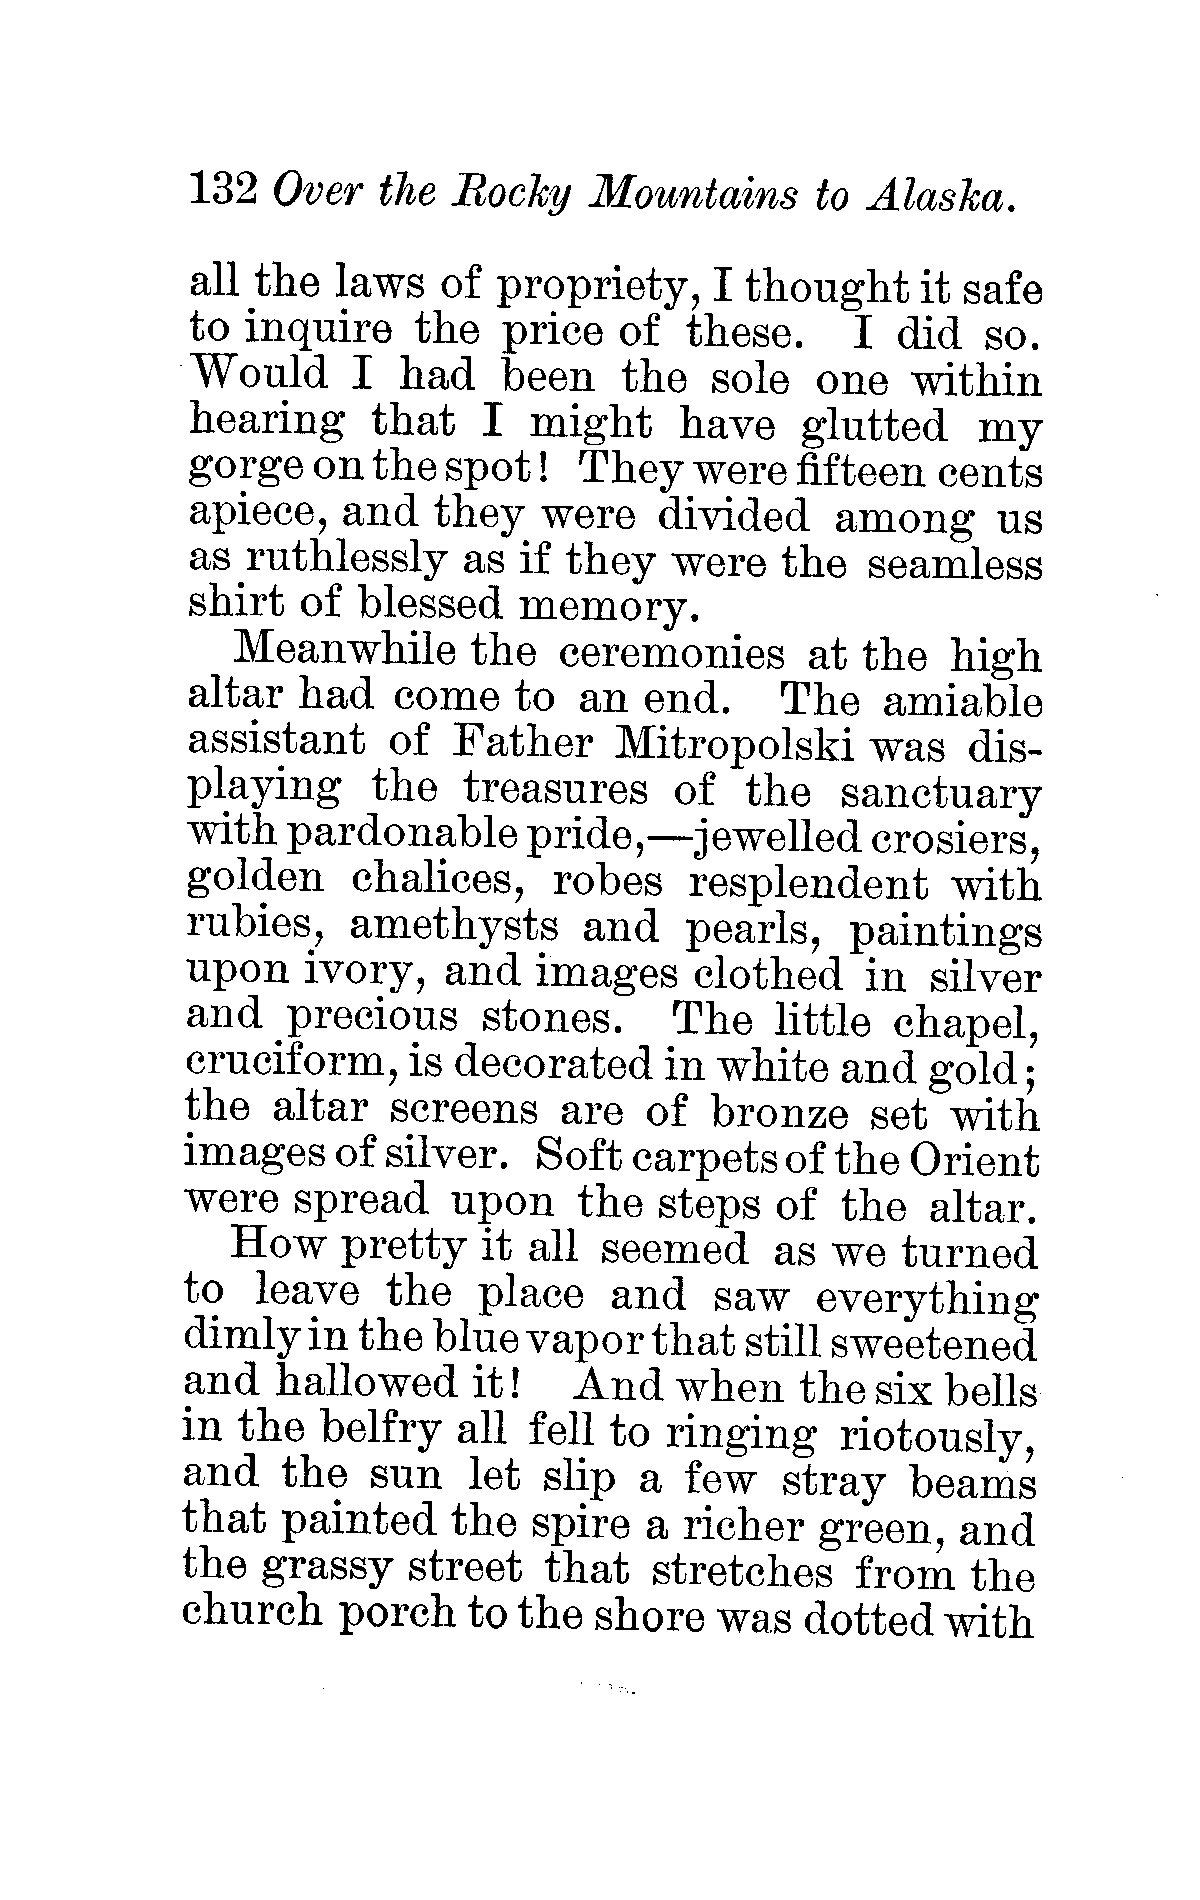 132 Over the Rocky Mountains to Alaska.
all the laws of propriety, I thought it safe
to inquire the price of these. I did so.
Would I had been the sole one within
hearing that I might have glutted my
gorge on the spot! They were fifteen cents
apiece, and they were divided among us
as ruthlessly as if they were the seamless
shirt of blessed memory.
Meanwhile the ceremonies at the high
altar had come to an end. The amiable
assistant of Father Mitropolski was dis-
playing the treasures of the sanctuary
with pardonable pride,—jewelled crosiers,
golden chalices, robes resplendent with
rubies, amethysts and pearls, paintings
upon ivory, and images clothed in silver
and precious stones. The little chapel,
cruciform, is decorated in white and gold;
the altar screens are of bronze set with
images of silver. Soft carpets of the Orient
were spread upon the steps of the altar.
How pretty it all seemed as we turned
to leave the place and saw everything
dimly in the blue vapor that still sweetened
and hallowed it! And when the six bells
in the belfry all fell to ringing riotously,
and the sun let slip a few stray beams
that painted the spire a richer green, and
the grassy street that stretches from the
church porch to the shore was dotted with